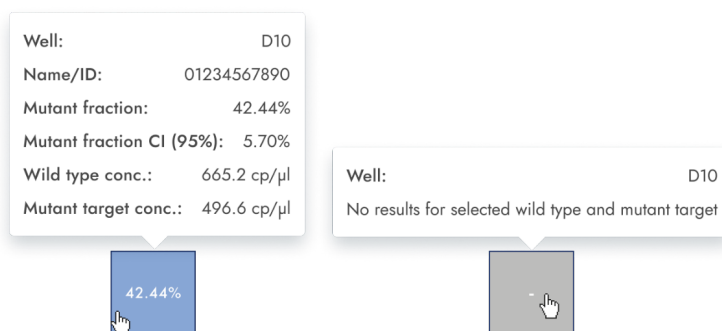 Well: D10
Name/ID: 01234567890
Mutant fraction: 42.44%
Mutant fraction CI (95%): 5.70%
Wild type conc.: 665.2 cp/µl
Mutant target conc.: 496.6 cp/µl
42.44%
Well: D10
No results for selected wild type and mutant target
-